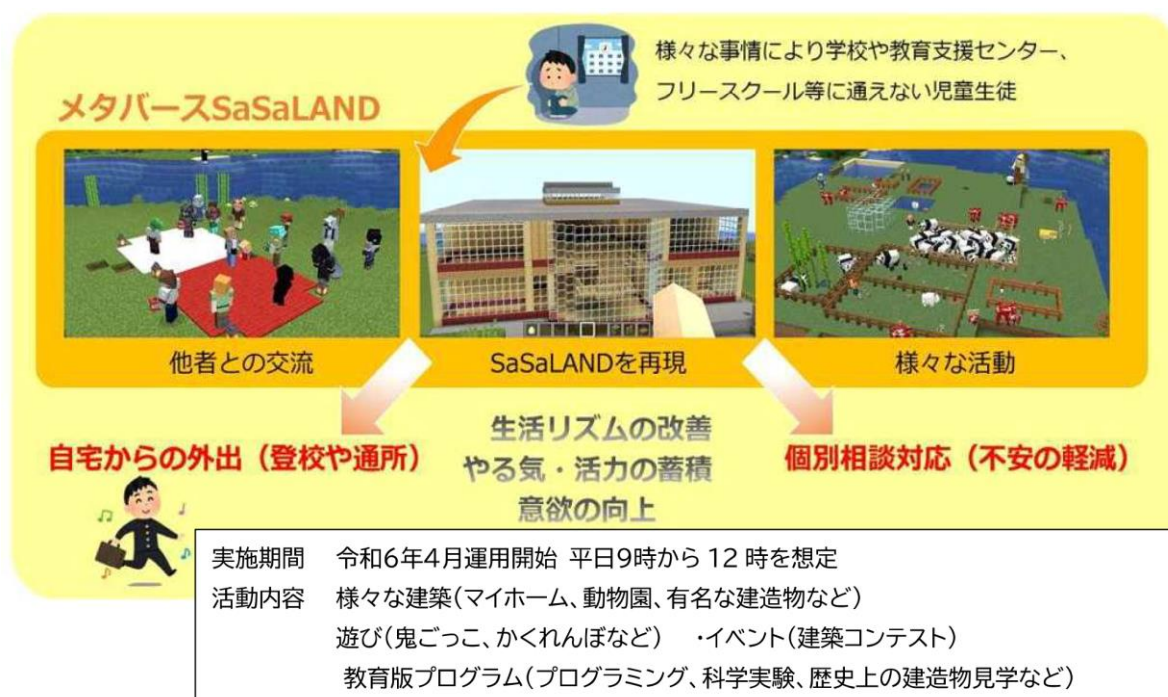 様々な事情により学校や教育支援センター、
フリースクール等に通えない児童生徒
メタバースSaSaLAND
他者との交流
SaSaLANDを再現
様々な活動
自宅からの外出（登校や通所）
生活リズムの改善
やる気・活力の蓄積
意欲の向上
個別相談対応（不安の軽減）
実施期間　令和6年4月運用開始 平日9時から 12 時を想定
活動内容　様々な建築(マイホーム、動物園、有名な建造物など)
遊び(鬼ごっこ、かくれんぼなど)　・イベント(建築コンテスト)
教育版プログラム(プログラミング、科学実験、歴史上の建造物見学など)